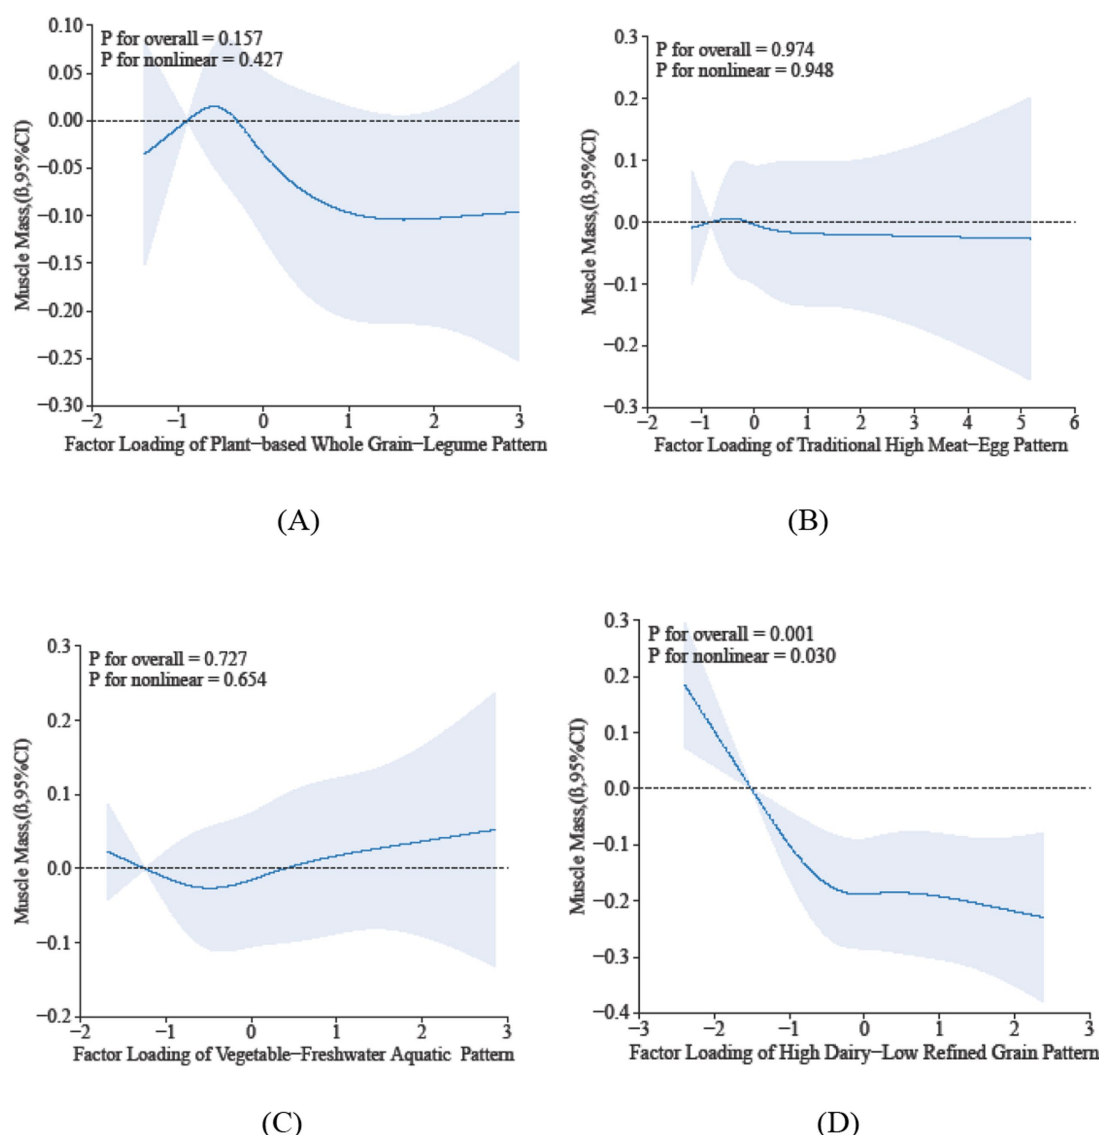 0.10
P for overall = 0.157
P for nonlinear = 0.427
0.05
0.00
−0.05
−0.10
−0.15
−0.20
−0.25
−0.30
Muscle Mass,(ß,95%CI)
−2 −1 0 1 2 3
Factor Loading of Plant−based Whole Grain−Legume Pattern
(A)
0.3
P for overall = 0.974
P for nonlinear = 0.948
0.2
0.1
0.0
−0.1
−0.2
−0.3
Muscle Mass,(ß,95%CI)
−2 −1 0 1 2 3 4 5 6
Factor Loading of Traditional High Meat−Egg Pattern
(B)
0.3
P for overall = 0.727
P for nonlinear = 0.654
0.2
0.1
0.0
−0.1
−0.2
Muscle Mass,(ß,95%CI)
−2 −1 0 1 2 3
Factor Loading of Vegetable−Freshwater Aquatic Pattern
(C)
0.3
P for overall = 0.001
P for nonlinear = 0.030
0.2
0.1
0.0
−0.1
−0.2
−0.3
−0.4
Muscle Mass,(ß,95%CI)
−3 −2 −1 0 1 2 3
Factor Loading of High Dairy−Low Refined Grain Pattern
(D)